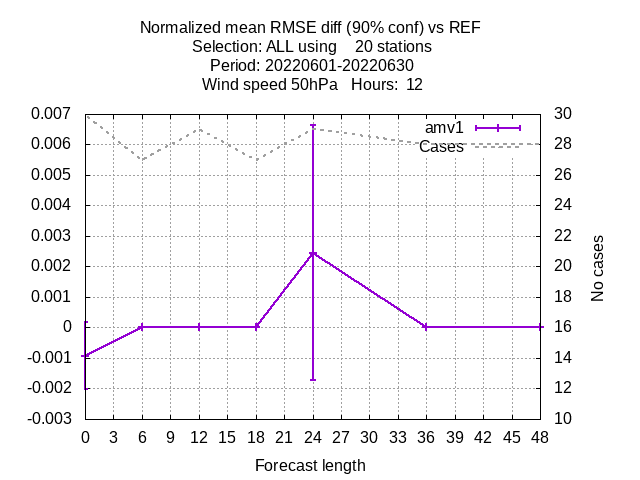 Normalized mean RMSE diff (90% conf) vs REF
Selection: ALL using    20 stations
Period: 20220601-20220630
Wind speed 50hPa   Hours:  12
0.007
0.006
0.005
0.004
0.003
0.002
0.001
0
-0.001
-0.002
-0.003
30
28
26
24
22
20
18
16
14
12
10
amv1
Cases
No cases
0 3 6 9 12 15 18 21 24 27 30 33 36 39 42 45 48
Forecast length